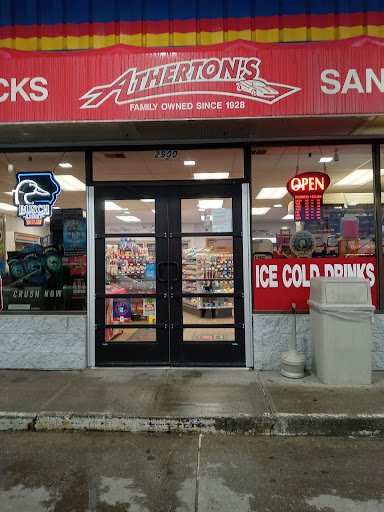 CKS
ATHERTON'S
SAN
FAMILY OWNED SINCE 1928
2900
BUSCH
OPEN
ICE COLD DRINKS
CRUSH NOW